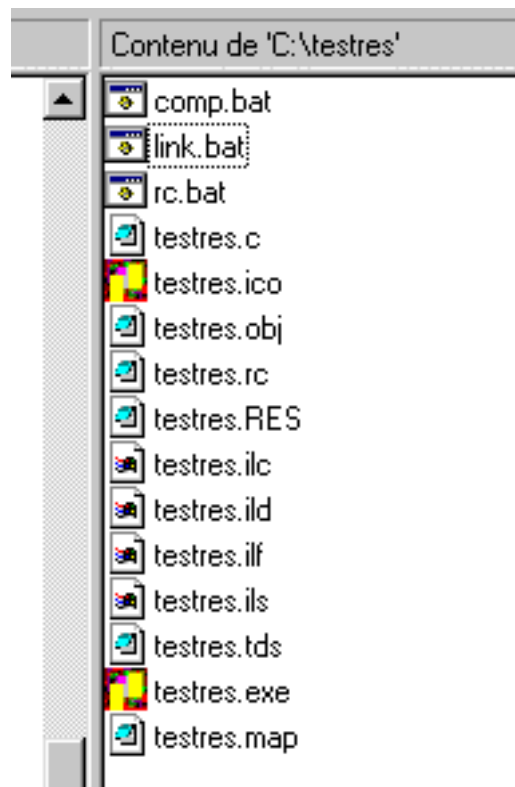 Contenu de 'C:\testres'
comp.bat
link.bat
rc.bat
testres.c
testres.ico
testres.obj
testres.rc
testres.RES
testres.ilc
testres.ild
testres.ilf
testres.ils
testres.tds
testres.exe
testres.map